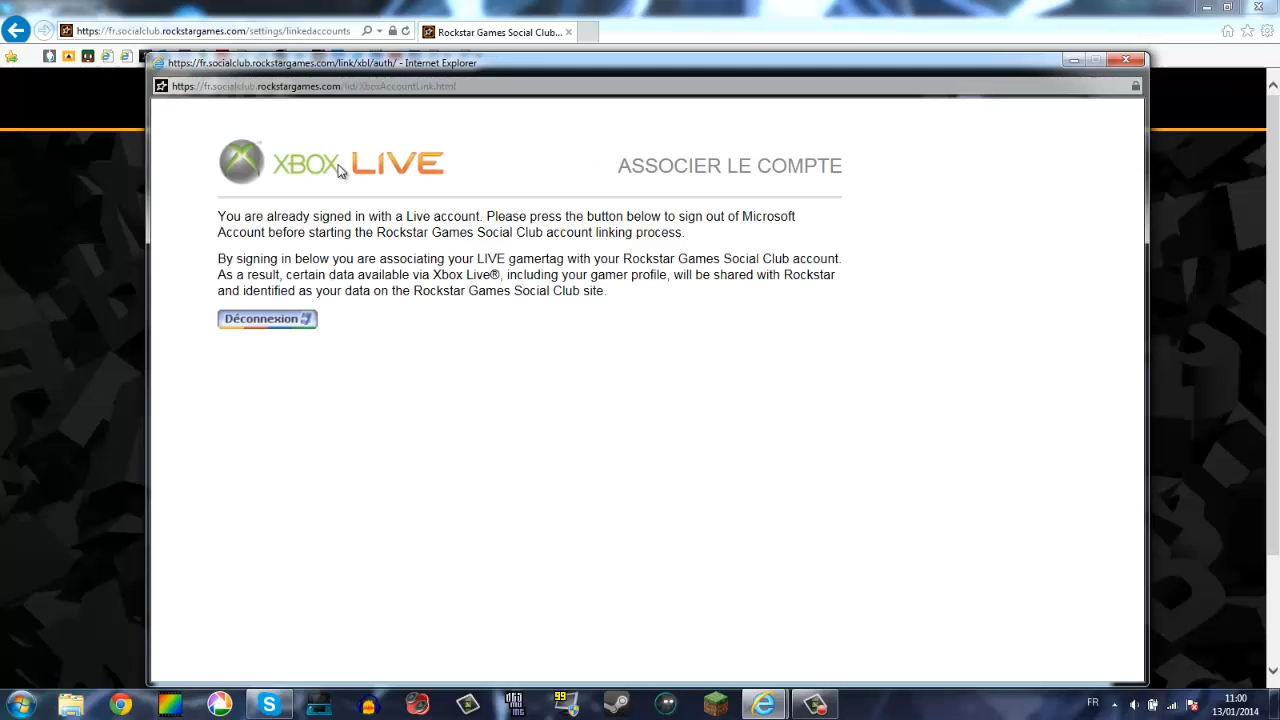 https://fr.socialclub.rockstargames.com/settings/linkedaccounts
Rockstar Games Social Club...
https://fr.socialclub.rockstargames.com/link/xbl/auth/ - Internet Explorer
https://fr.socialclub.rockstargames.com/lid/XboxAccountLink.html
XBOX LIVE
ASSOCIER LE COMPTE
You are already signed in with a Live account. Please press the button below to sign out of Microsoft
Account before starting the Rockstar Games Social Club account linking process.
By signing in below you are associating your LIVE gamertag with your Rockstar Games Social Club account.
As a result, certain data available via Xbox Live®, including your gamer profile, will be shared with Rockstar
and identified as your data on the Rockstar Games Social Club site.
Déconnexion
99
FR
11:00
13/01/2014